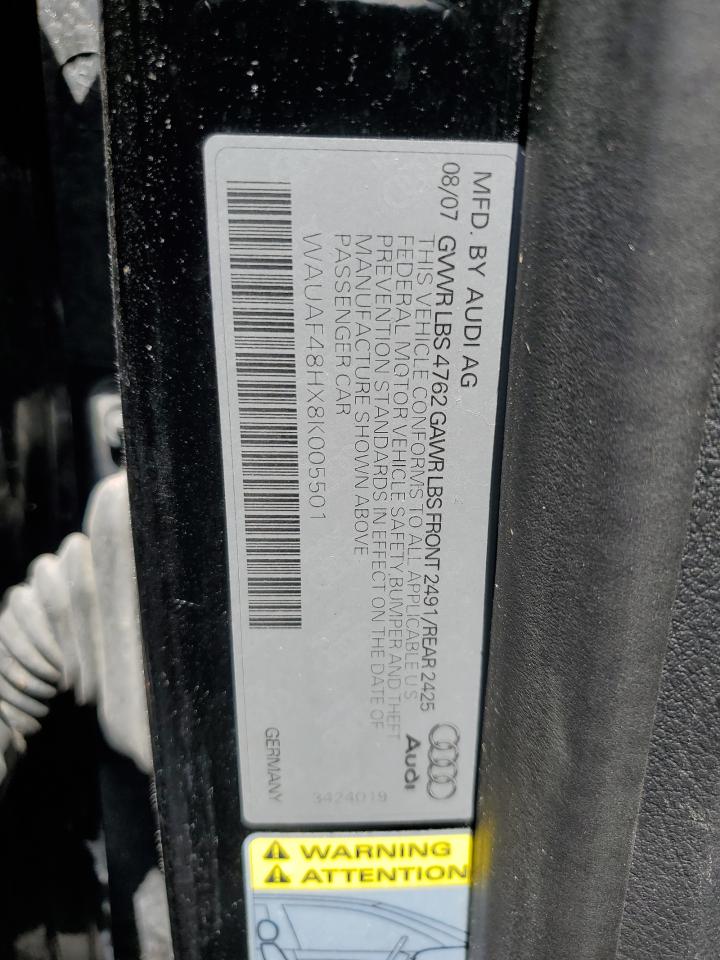 MFD. BY AUDI AG
08/07 GVWR LBS 4762 GAWR LBS FRONT 2491/REAR 2425
THIS VEHICLE CONFORMS TO ALL APPLICABLE U S
FEDERAL MOTOR VEHICLE SAFETY,BUMPER AND THEFT
PREVENTION STANDARDS IN EFFECT ON THE DATE OF
MANUFACTURE SHOWN ABOVE
PASSENGER CAR
WAUAF48HX8K005501
Audi
3424019
GERMANY
WARNING
ATTENTION